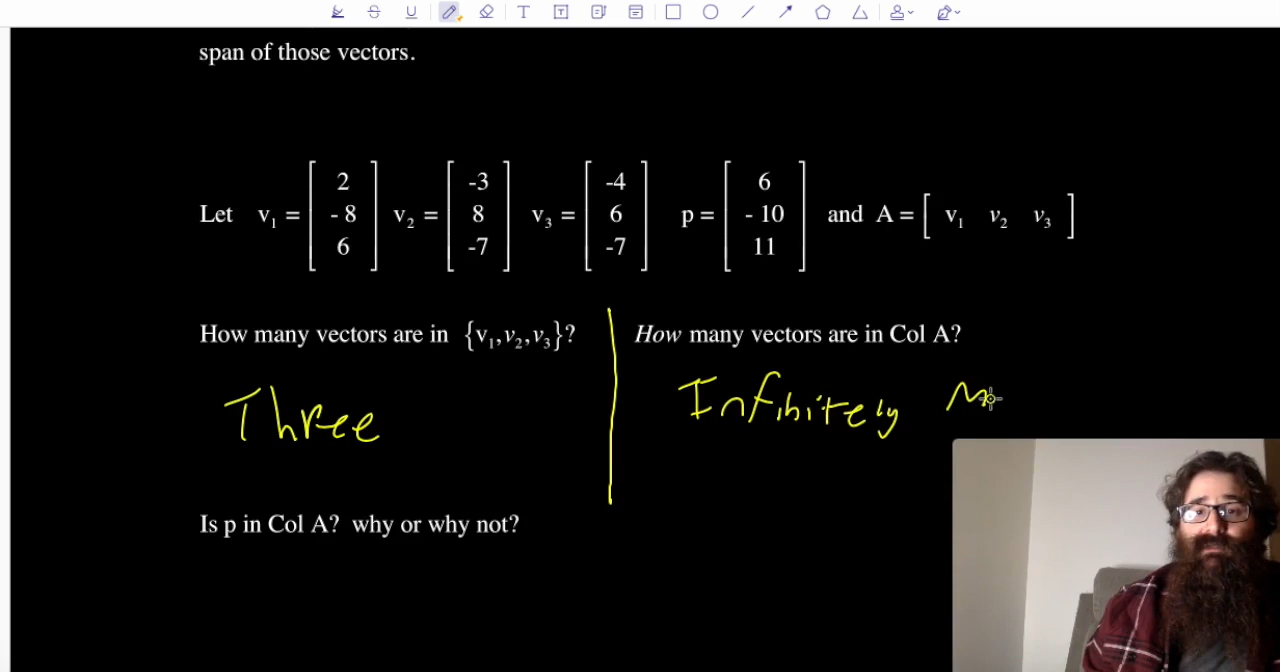 span of those vectors.
Let v₁ = [ 2 - 8 6 ] v₂ = [ -3 8 -7 ] v₃ = [ -4 6 -7 ] p = [ 6 - 10 11 ] and A = [ v₁ v₂ v₃ ]
How many vectors are in {v₁,v₂,v₃}?
How many vectors are in Col A?
Three
Infinitely M
Is p in Col A? why or why not?